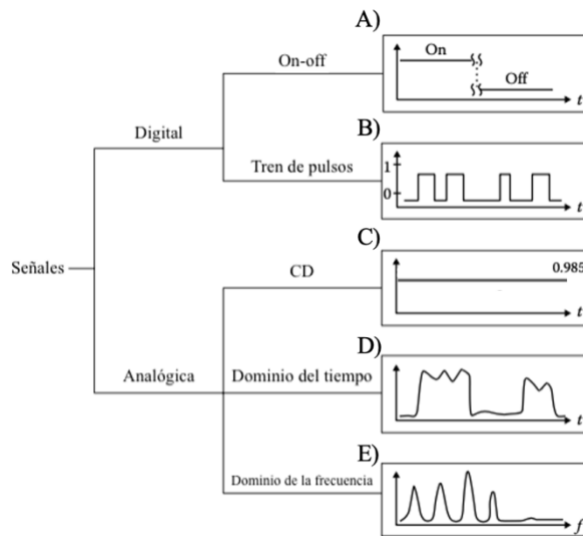 A)
On-off
On
Off
t
Digital
B)
Tren de pulsos
1
0
t
Señales
C)
CD
0.985
t
Analógica
D)
Dominio del tiempo
t
E)
Dominio de la frecuencia
f